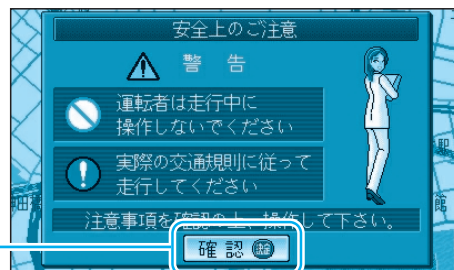 安全上のご注意
警告
運転者は走行中に
操作しないでください
実際の交通規則に従って
走行してください
注意事項を確認の上、操作して下さい。
確認